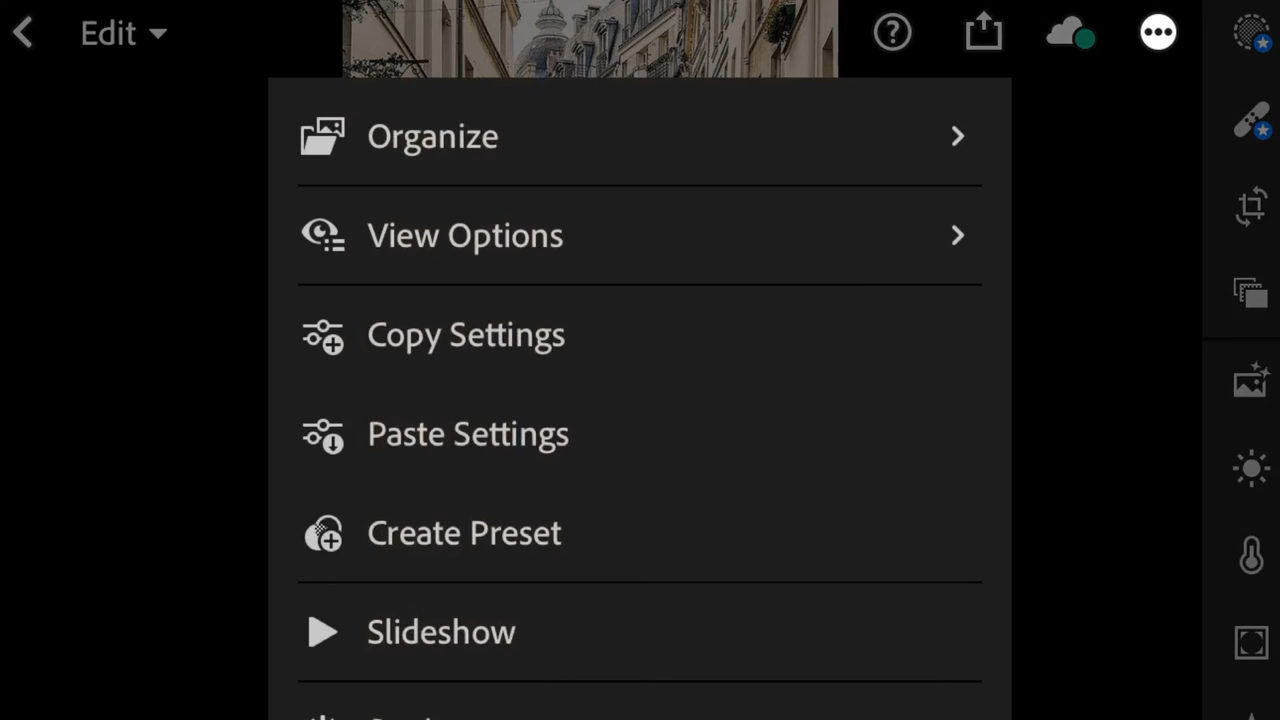 Edit
Organize
View Options
Copy Settings
Paste Settings
Create Preset
Slideshow